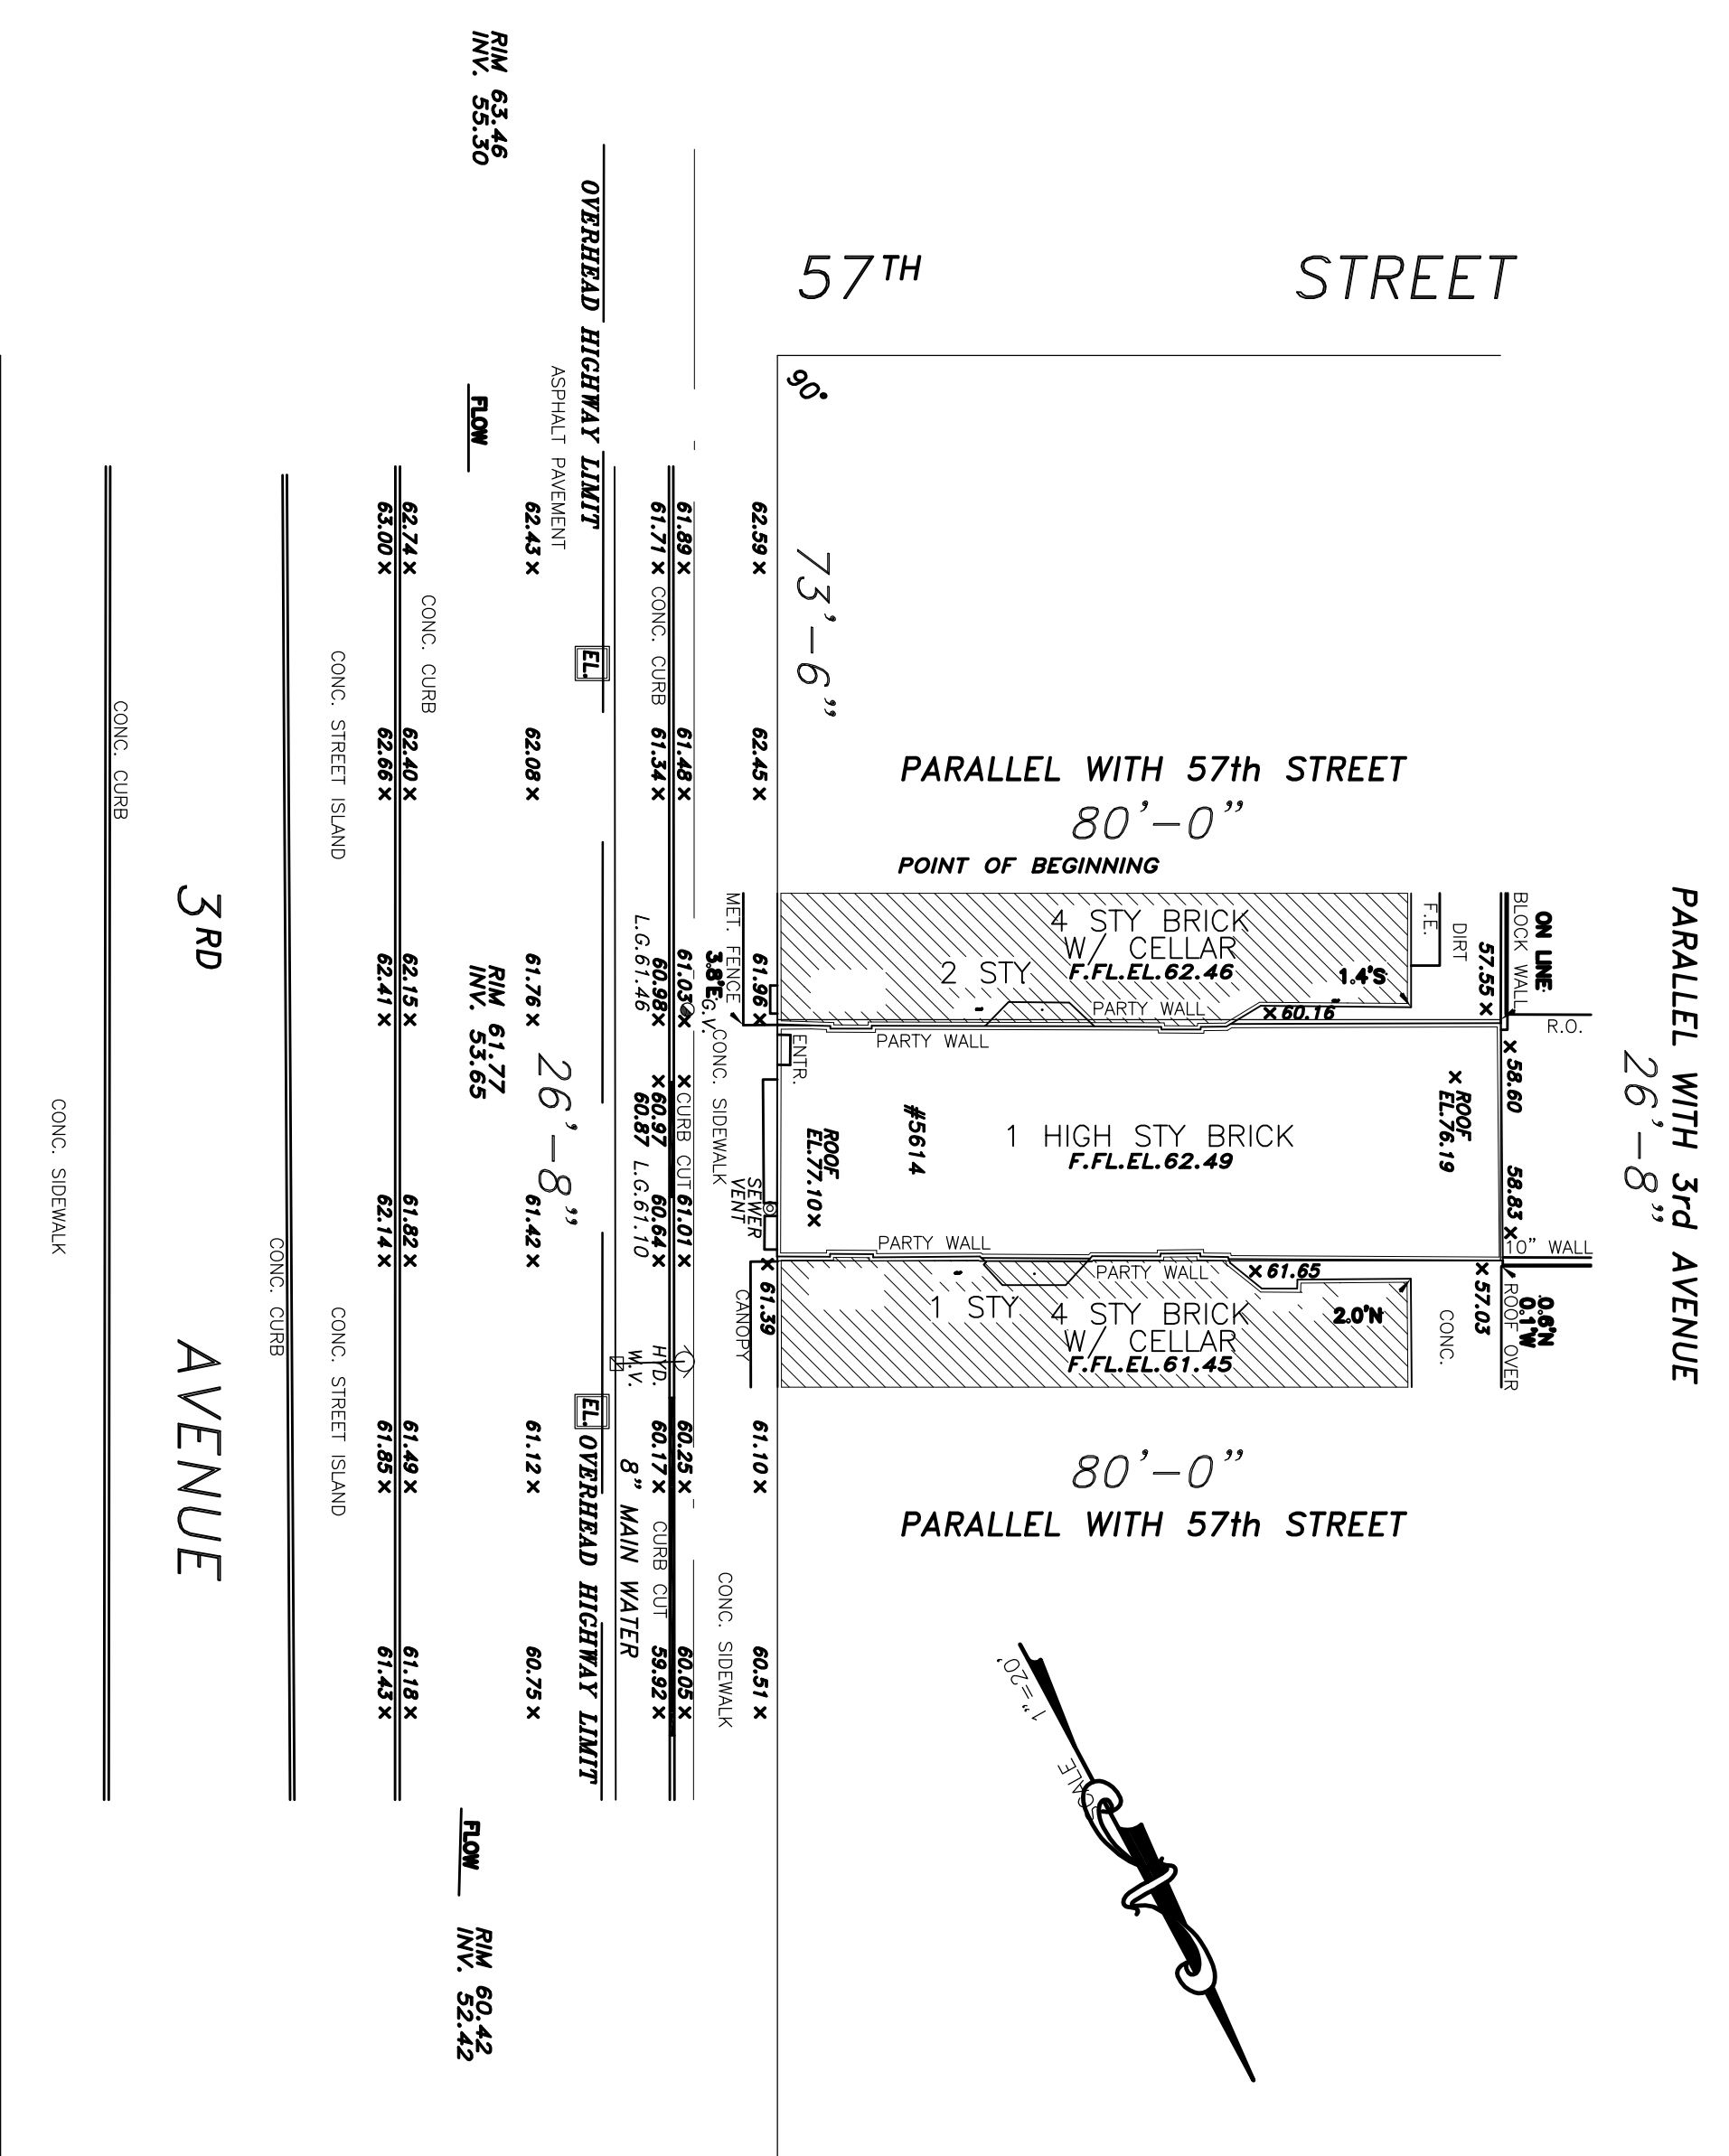 57TH STREET
90°
73'-6"
PARALLEL WITH 57th STREET
80'-0"
POINT OF BEGINNING
PARALLEL WITH 3rd AVENUE
26'-8"
ON LINE
BLOCK WALL
R.O.
57.55 ×
DIRT
F.E.
4 STY BRICK
W/ CELLAR
F.FL.EL.62.46
2 STY
1.4'S
PARTY WALL
× 60.16
PARTY WALL
ENTR.
× 58.60
58.83 ×
ROOF
EL.76.19
×
#5614
1 HIGH STY BRICK
F.FL.EL.62.49
ROOF
EL.77.10×
PARTY WALL
10" WALL
PARTY WALL
× 61.65
× 57.03
1 STY
4 STY BRICK
W/ CELLAR
F.FL.EL.61.45
2.0'N
CONC.
ROOF OVER
0.6'N
0.1'W
80'-0"
PARALLEL WITH 57th STREET
1"=20'
SCALE
62.59 ×
62.45 ×
61.96 ×
MET. FENCE
3.8'E
G.V.
CONC. SIDEWALK
SEWER
VENT
× 61.39
CANOPY
61.10 ×
CONC. SIDEWALK
60.51 ×
61.89 ×
61.71 ×
CONC. CURB
61.48 ×
61.34 ×
61.03 ×
60.98 ×
L.G.61.46
×
CURB CUT
61.01 ×
× 60.97
60.87
L.G.61.10
60.64 ×
HYD.
W.V.
60.25 ×
60.17 ×
CURB CUT
60.05 ×
59.92 ×
8" MAIN WATER
OVERHEAD HIGHWAY LIMIT
EL.
EL.
OVERHEAD HIGHWAY LIMIT
ASPHALT PAVEMENT
26'-8"
62.43 ×
62.08 ×
61.76 ×
61.42 ×
61.12 ×
60.75 ×
RIM 63.46
INV. 55.30
FLOW
RIM 61.77
INV. 53.65
FLOW
RIM 60.42
INV. 52.42
CONC. CURB
62.74 ×
62.40 ×
62.15 ×
61.82 ×
61.49 ×
61.18 ×
63.00 ×
62.66 ×
62.41 ×
62.14 ×
61.85 ×
61.43 ×
CONC. STREET ISLAND
CONC. STREET ISLAND
CONC. CURB
3RD AVENUE
CONC. CURB
CONC. SIDEWALK